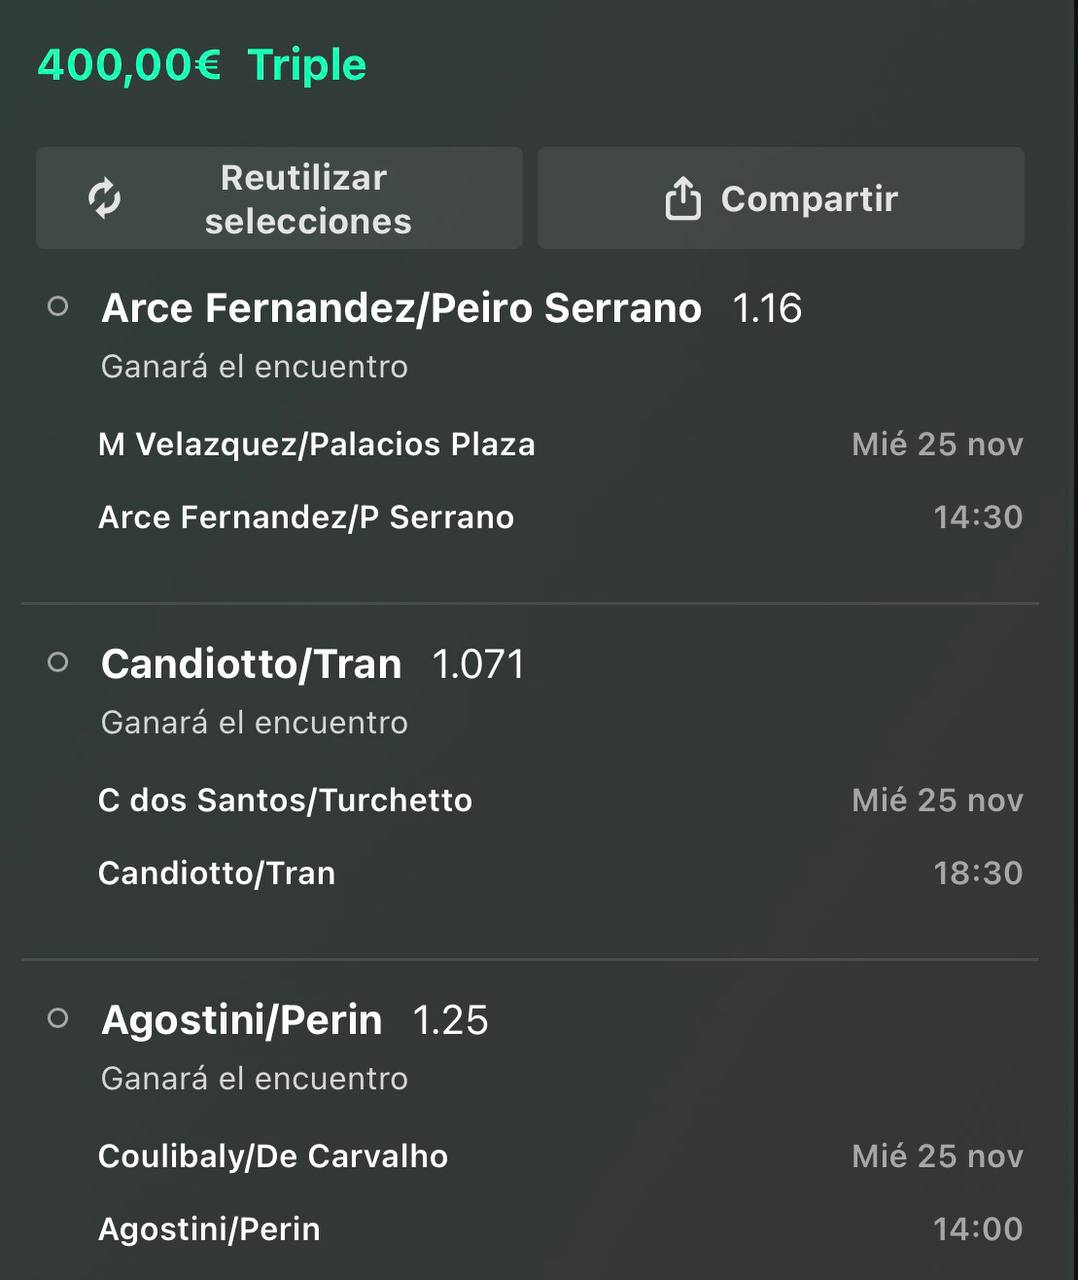 400,00€ Triple
Reutilizar
selecciones
Compartir
Arce Fernandez/Peiro Serrano 1.16
Ganará el encuentro
M Velazquez/Palacios Plaza Mié 25 nov
Arce Fernandez/P Serrano 14:30
Candiotto/Tran 1.071
Ganará el encuentro
C dos Santos/Turchetto Mié 25 nov
Candiotto/Tran 18:30
Agostini/Perin 1.25
Ganará el encuentro
Coulibaly/De Carvalho Mié 25 nov
Agostini/Perin 14:00